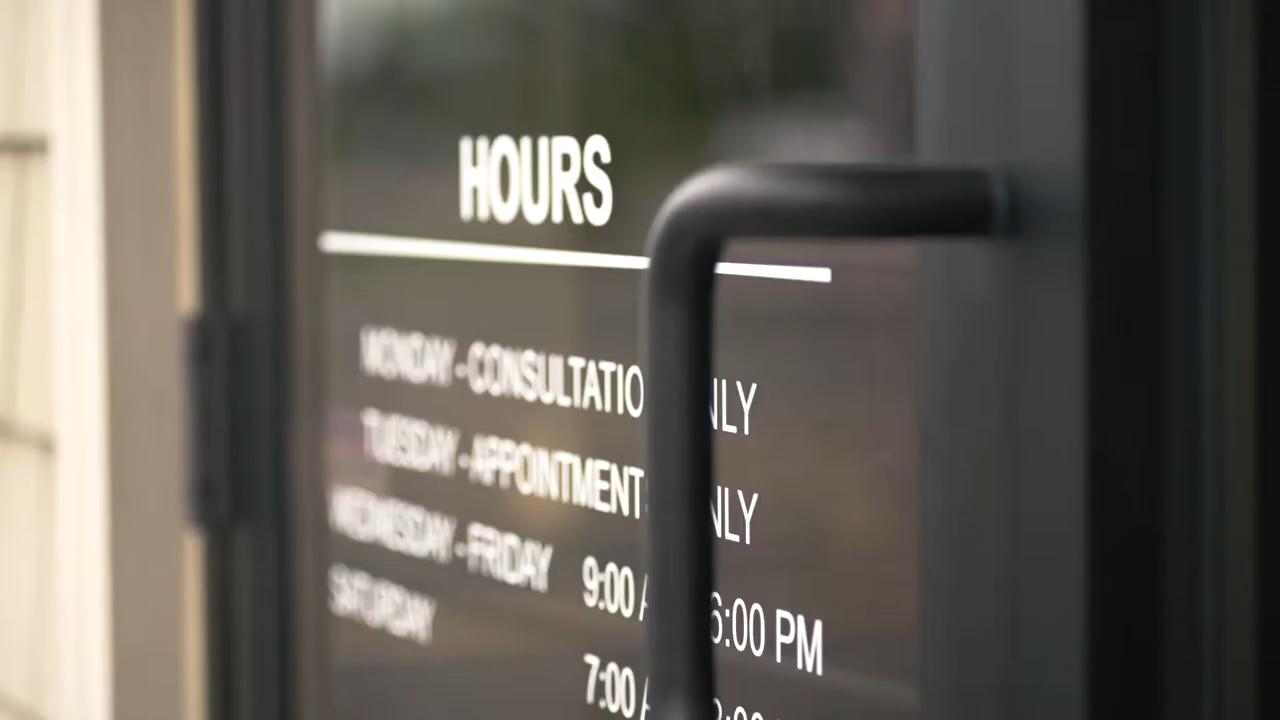 HOURS
MONDAY - CONSULTATIO NLY
TUESDAY - APPOINTMENT NLY
WEDNESDAY - FRIDAY 9:00 A 6:00 PM
SATURDAY
7:00 A